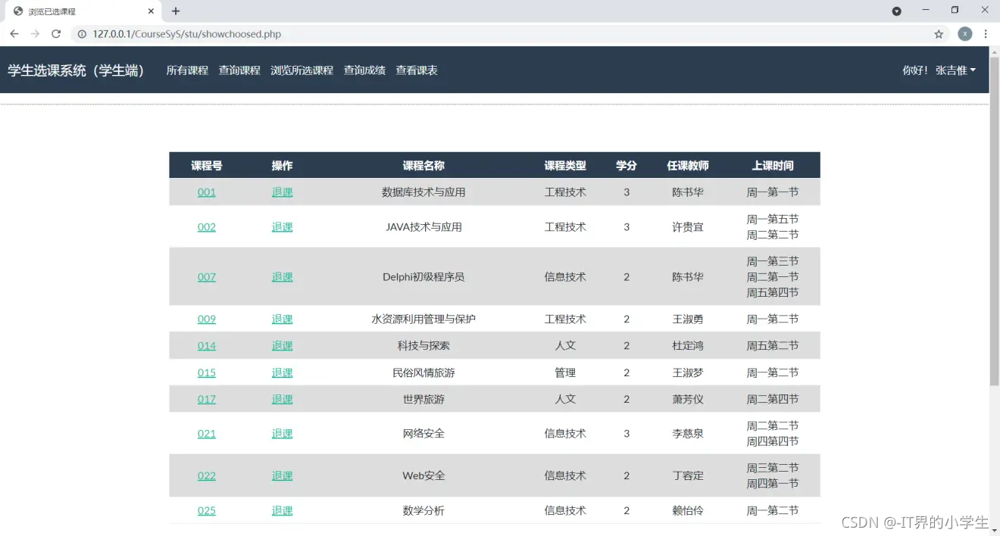 浏览已选课程
127.0.0.1/CourseSyS/stu/showchoosed.php
x
学生选课系统（学生端） 所有课程 查询课程 浏览所选课程 查询成绩 查看课表 你好！ 张吉惟
课程号 操作 课程名称 课程类型 学分 任课教师 上课时间
001 退课 数据库技术与应用 工程技术 3 陈书华 周一第一节
002 退课 JAVA技术与应用 工程技术 3 许贵宜 周一第五节
周二第二节
007 退课 Delphi初级程序员 信息技术 2 陈书华 周一第三节
周二第一节
周五第四节
009 退课 水资源利用管理与保护 工程技术 2 王淑勇 周一第二节
014 退课 科技与探索 人文 2 杜定鸿 周五第二节
015 退课 民俗风情旅游 管理 2 王淑梦 周一第二节
017 退课 世界旅游 人文 2 萧芳仪 周二第四节
021 退课 网络安全 信息技术 3 李慈泉 周二第二节
周四第四节
022 退课 Web安全 信息技术 2 丁容定 周三第二节
周四第一节
025 退课 数学分析 信息技术 2 赖怡伶 周一第二节
CSDN @-IT界的小学生